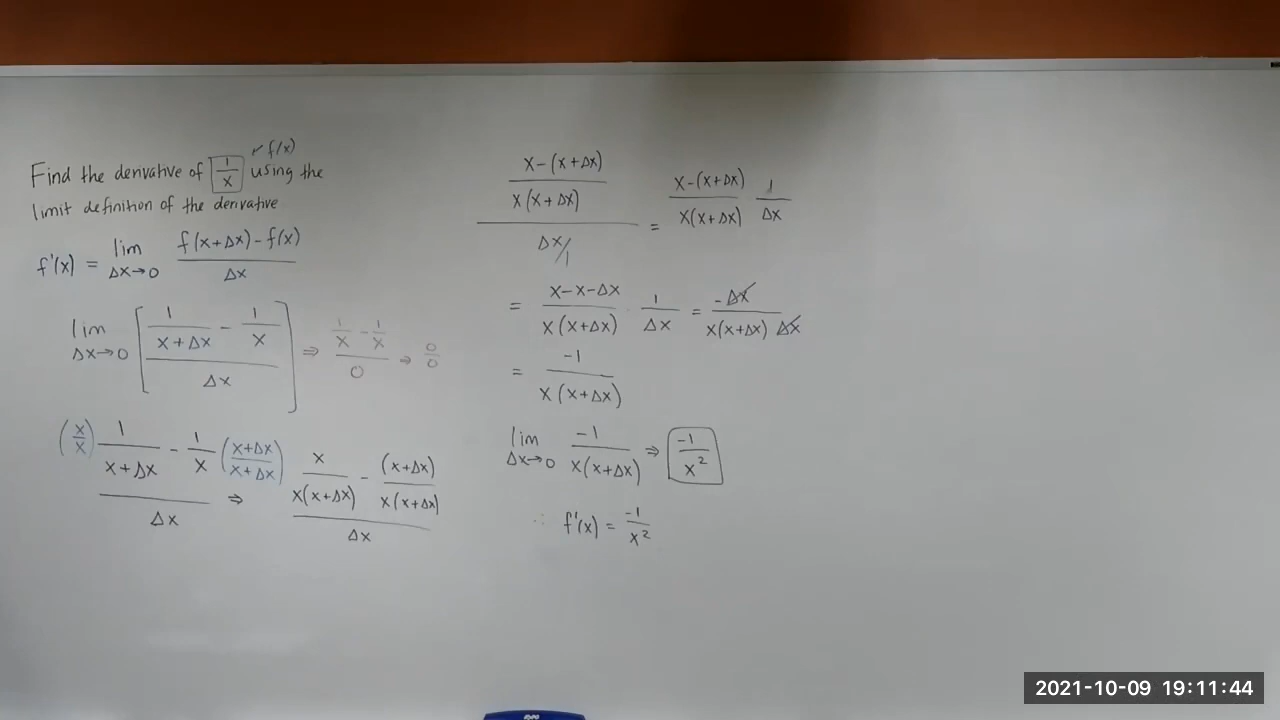 Find the derivative of 1/x ✓ f(x) using the
limit definition of the derivative
f'(x) = lim Δx→0 (f(x+Δx)-f(x))/Δx
lim Δx→0 [(1/(x+Δx) - 1/x)/Δx] ⇒ (1/x - 1/x)/0 → 0/0
((x/x) 1/(x+Δx) - 1/x ((x+Δx)/(x+Δx)))/Δx ⇒ (x/(x(x+Δx)) - (x+Δx)/(x(x+Δx)))/Δx
((x-(x+Δx))/(x(x+Δx)))/(Δx/1) = (x-(x+Δx))/(x(x+Δx)) 1/Δx
= (x-x-Δx)/(x(x+Δx)) · 1/Δx = -Δx/(x(x+Δx) Δx)
= -1/(x(x+Δx))
lim Δx→0 -1/(x(x+Δx)) ⇒ -1/x²
∴ f'(x) = -1/x²
2021-10-09 19:11:44